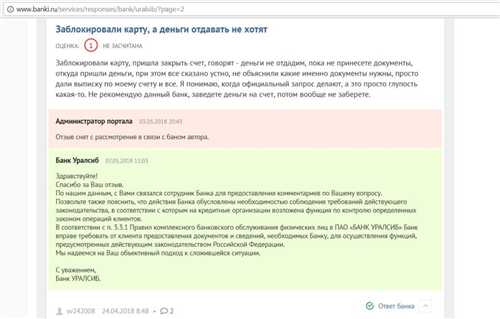 www.banki.ru/services/responses/bank/uralsib/?page=2
Заблокировали карту, а деньги отдавать не хотят
ОЦЕНКА: 1 НЕ ЗАСЧИТАНА
Заблокировали карту, пришла закрыть счет, говорят - деньги не отдадим, пока не принесете документы,
откуда пришли деньги, при этом все сказано устно, не объяснили какие именно документы нужны, просто
дали выписку по моему счету и все. Я понимаю, когда официальный запрос делают, а это просто глупость
какая-то. Не рекомендую данный банк, заведете деньги на счет, потом вообще не заберете.
Администратор портала 03.05.2018 20:43
Отзыв снят с рассмотрения в связи с баном автора.
Банк Уралсиб 07.05.2018 11:03
Здравствуйте!
Спасибо за Ваш отзыв.
По нашим данным, с Вами связался сотрудник Банка для предоставления комментариев по Вашему вопросу.
Позвольте также пояснить, что действия Банка обусловлены необходимостью соблюдения требований действующего
законодательства, в соответствии с которым на кредитные организации возложена функция по контролю определенных
законом операций клиентов.
В соответствии с п. 3.3.1 Правил комплексного банковского обслуживания физических лиц в ПАО «БАНК УРАЛСИБ» Банк
вправе требовать от клиента предоставления документов и сведений, необходимых Банку, для осуществления функций,
предусмотренных действующим законодательством Российской Федерации.
Мы надеемся на Ваш объективный подход к сложившейся ситуации.
С уважением,
Банк УРАЛСИБ.
sv242008 24.04.2018 8:48 • 2
Ответ банка